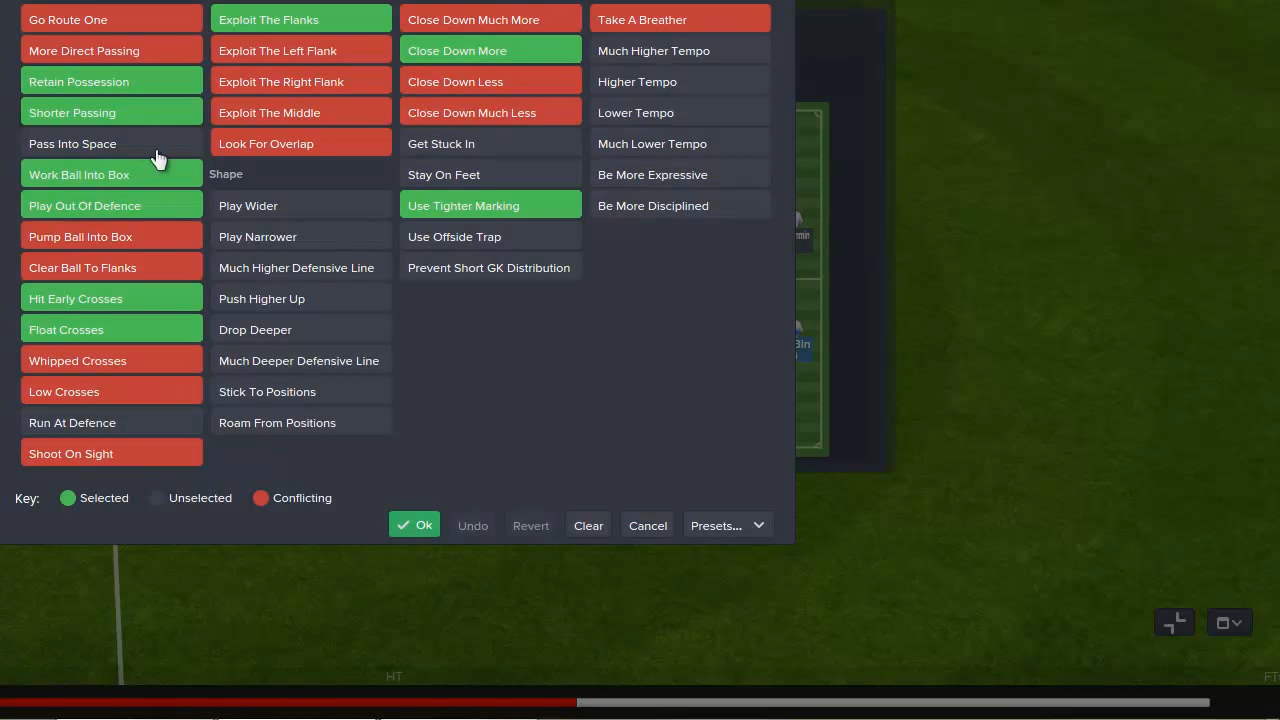 Go Route One
More Direct Passing
Retain Possession
Shorter Passing
Pass Into Space
Work Ball Into Box
Play Out Of Defence
Pump Ball Into Box
Clear Ball To Flanks
Hit Early Crosses
Float Crosses
Whipped Crosses
Low Crosses
Run At Defence
Shoot On Sight
Exploit The Flanks
Exploit The Left Flank
Exploit The Right Flank
Exploit The Middle
Look For Overlap
Shape
Play Wider
Play Narrower
Much Higher Defensive Line
Push Higher Up
Drop Deeper
Much Deeper Defensive Line
Stick To Positions
Roam From Positions
Close Down Much More
Close Down More
Close Down Less
Close Down Much Less
Get Stuck In
Stay On Feet
Use Tighter Marking
Use Offside Trap
Prevent Short GK Distribution
Take A Breather
Much Higher Tempo
Higher Tempo
Lower Tempo
Much Lower Tempo
Be More Expressive
Be More Disciplined
Key: Selected Unselected Conflicting
Ok Undo Revert Clear Cancel Presets...
HT FT